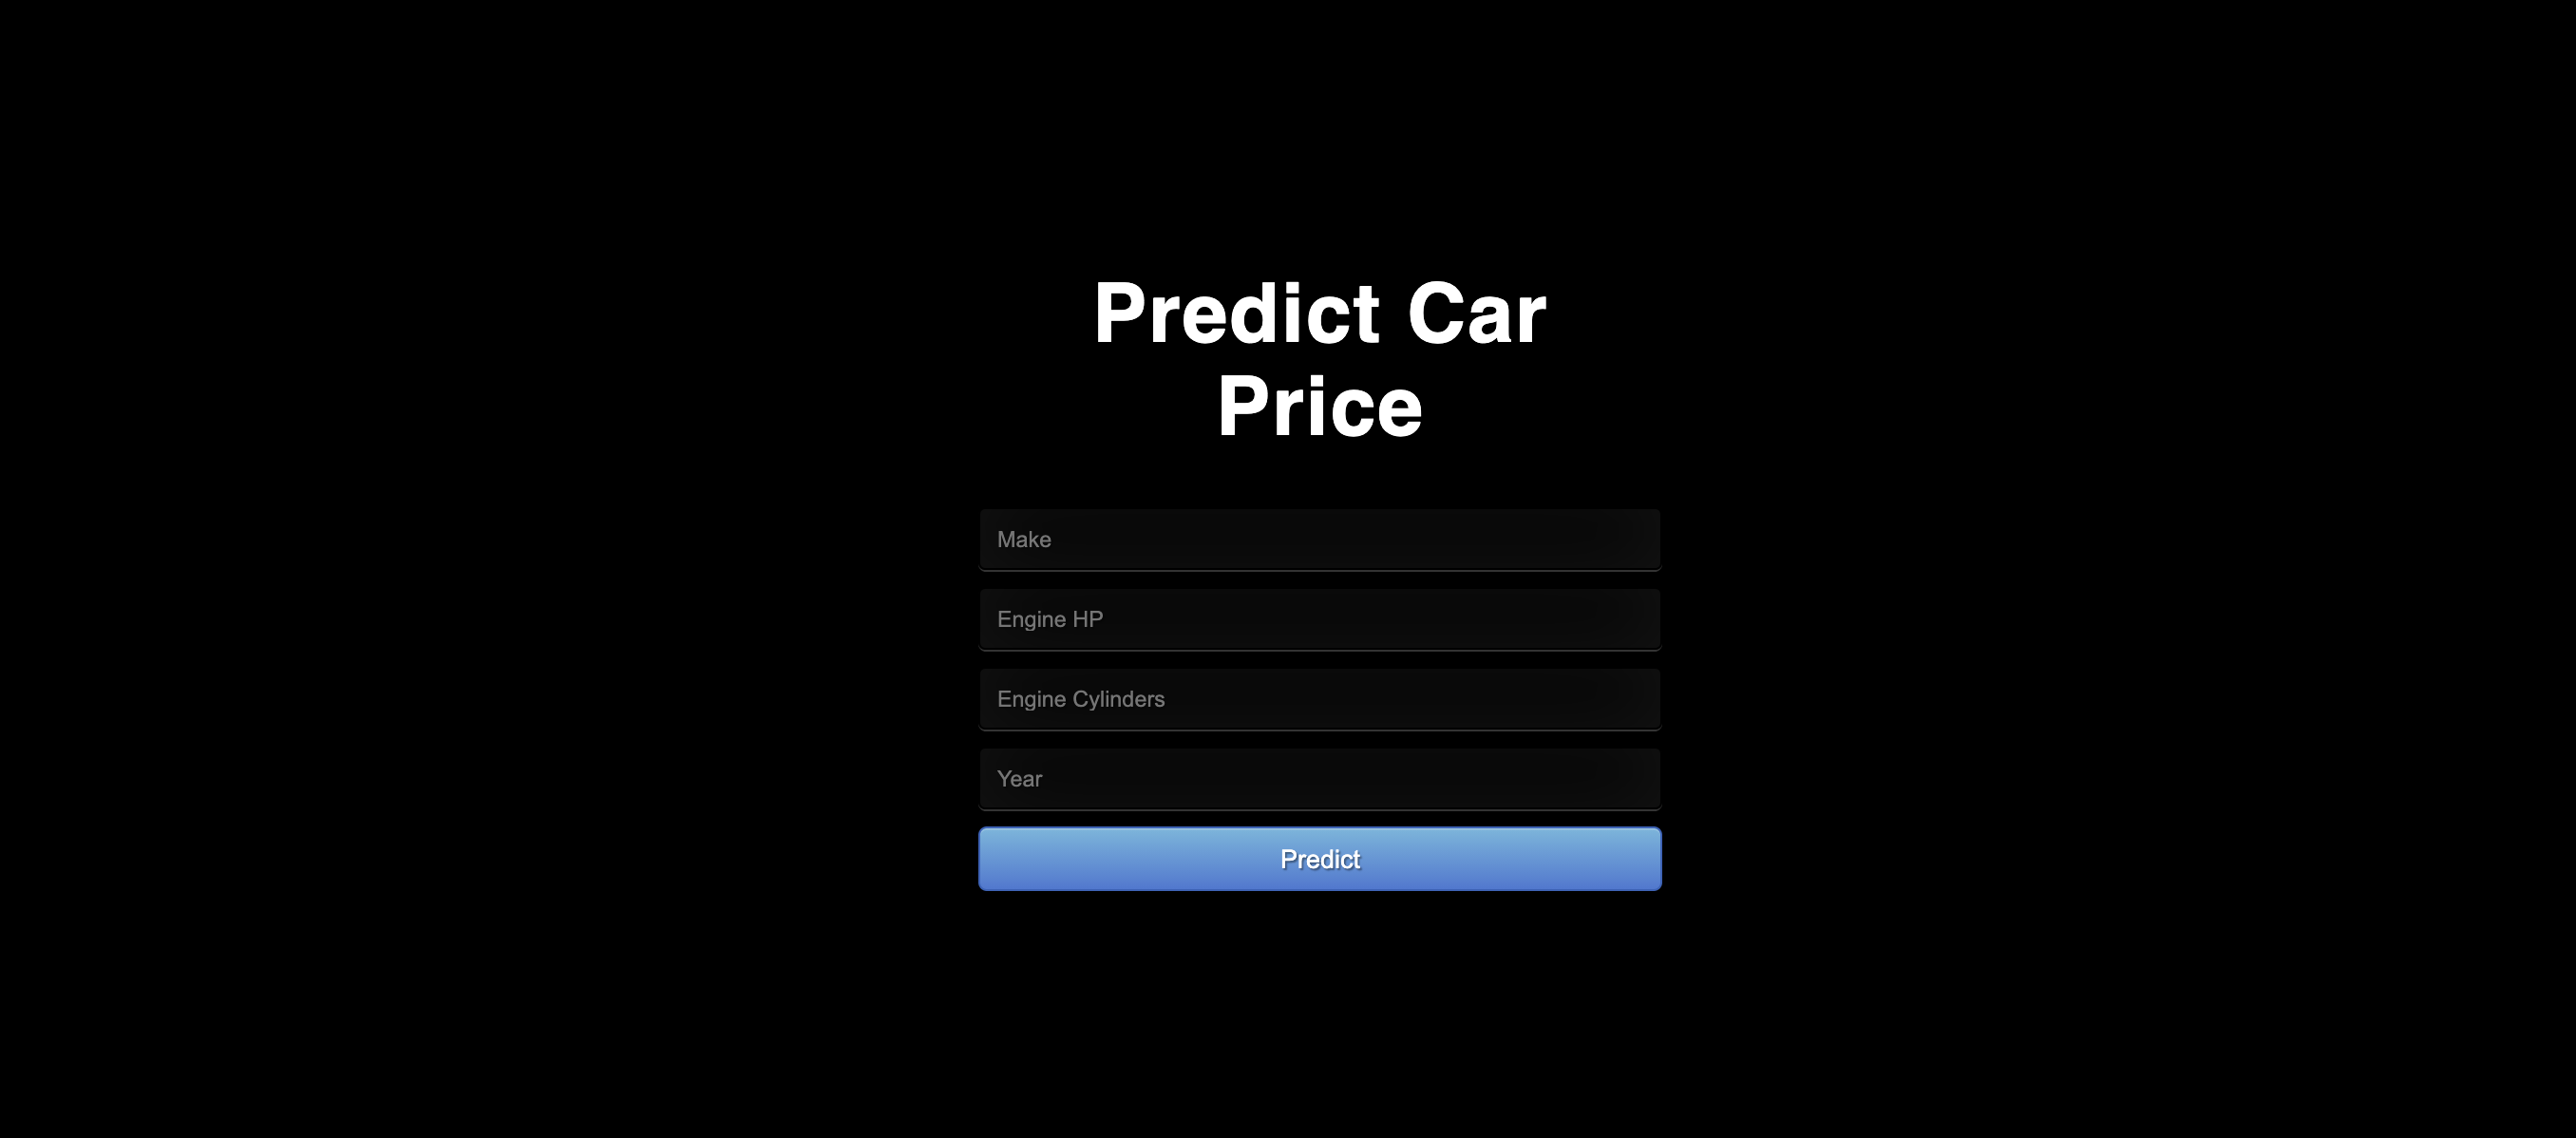 Predict Car
Price
Make
Engine HP
Engine Cylinders
Year
Predict